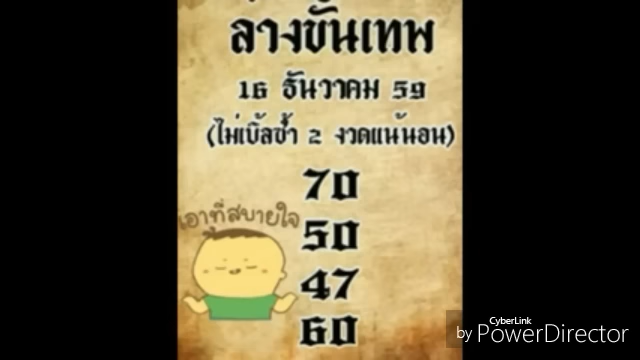 ล่างขั้นเทพ
16 ธันวาคม 59
(ไม่เบิ้ลซ้ำ 2 งวดแน่นอน)
70
เอาที่สบายใจ
50
47
60
CyberLink
by PowerDirector